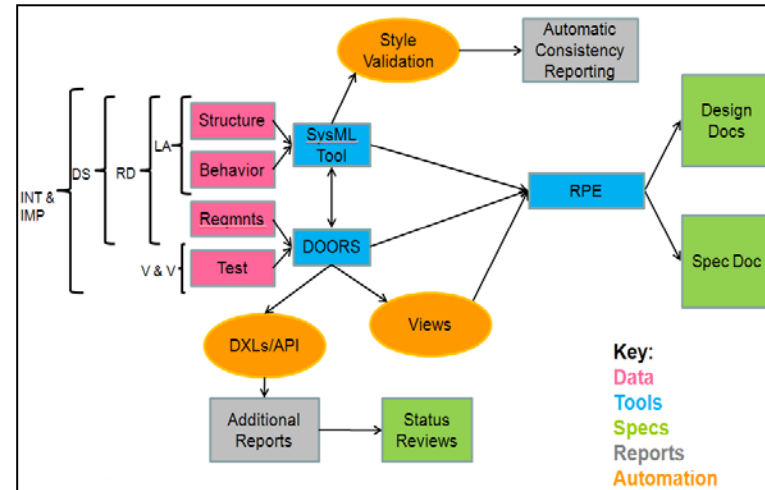 Style
Validation
Automatic
Consistency
Reporting
Structure
SysML
Tool
Behavior
LA
RD
DS
INT &
IMP
Reqmnts
DOORS
Test
V & V
RPE
Design
Docs
Spec Doc
DXLs/API
Views
Additional
Reports
Status
Reviews
Key:
Data
Tools
Specs
Reports
Automation